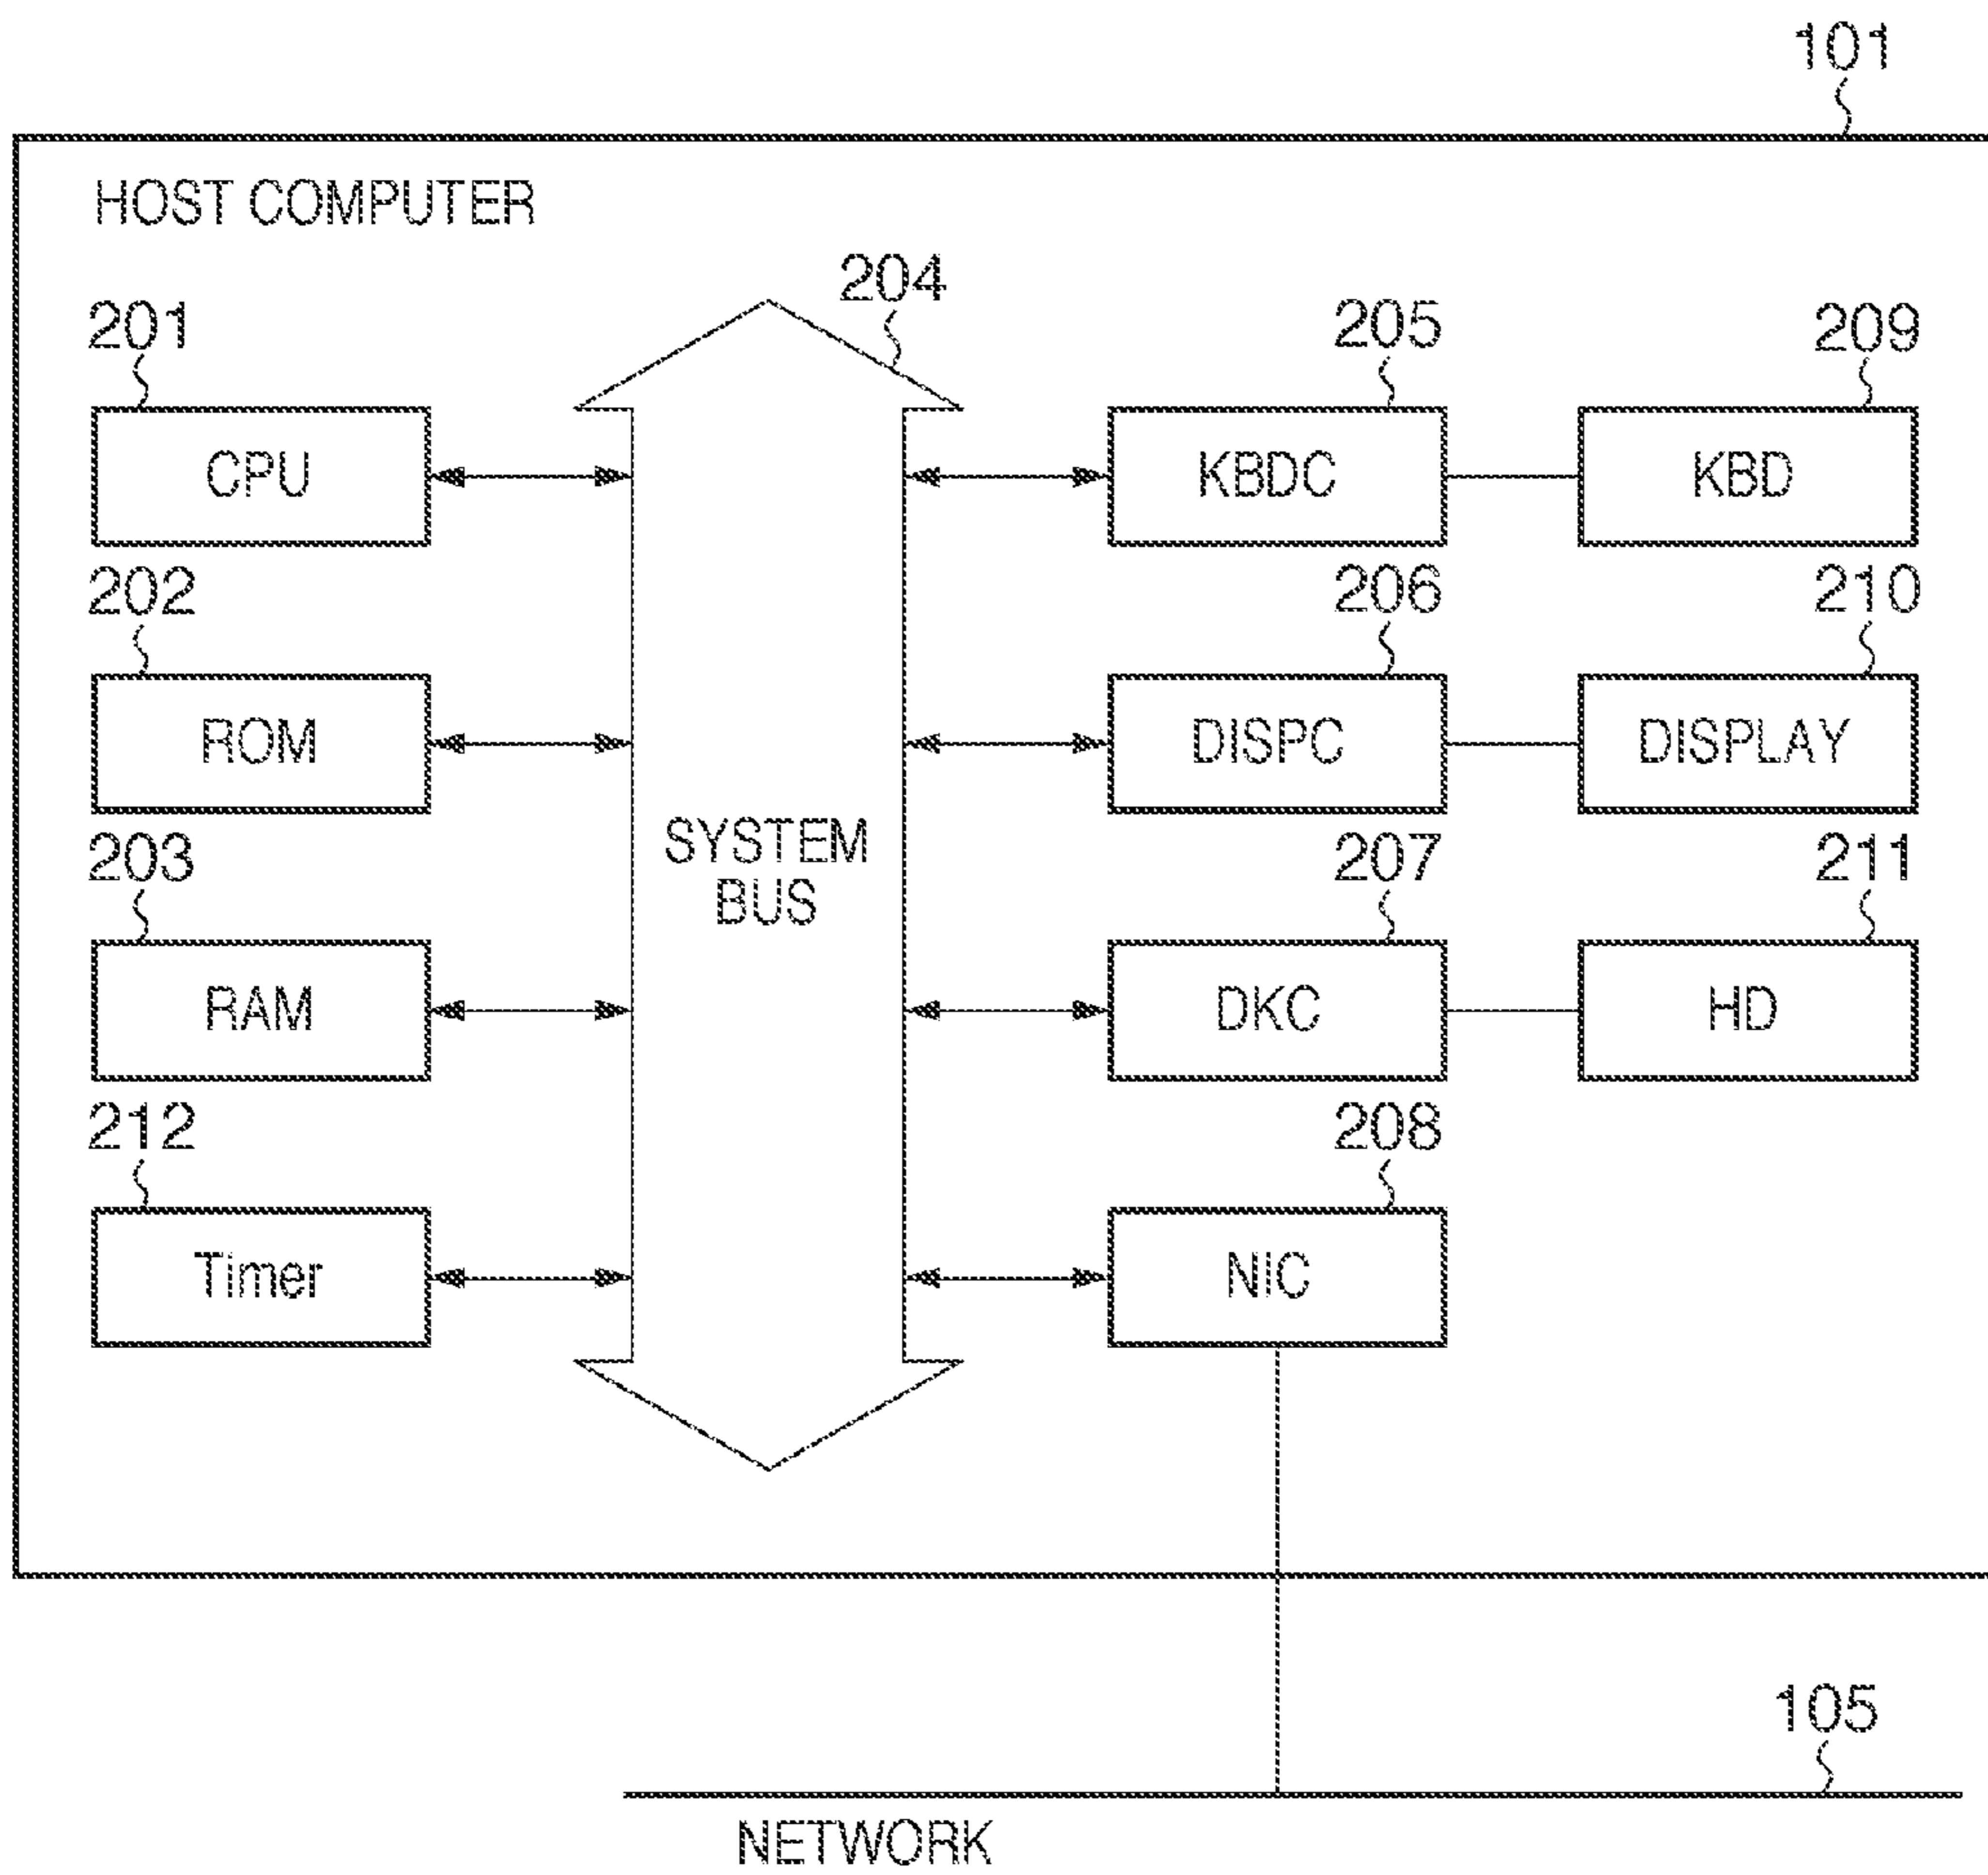 101
HOST COMPUTER
204
201
205
209
CPU
KBDC
KBD
202
206
210
ROM
DISPC
DISPLAY
SYSTEM
BUS
203
207
211
RAM
DKC
HD
212
208
Timer
NIC
105
NETWORK